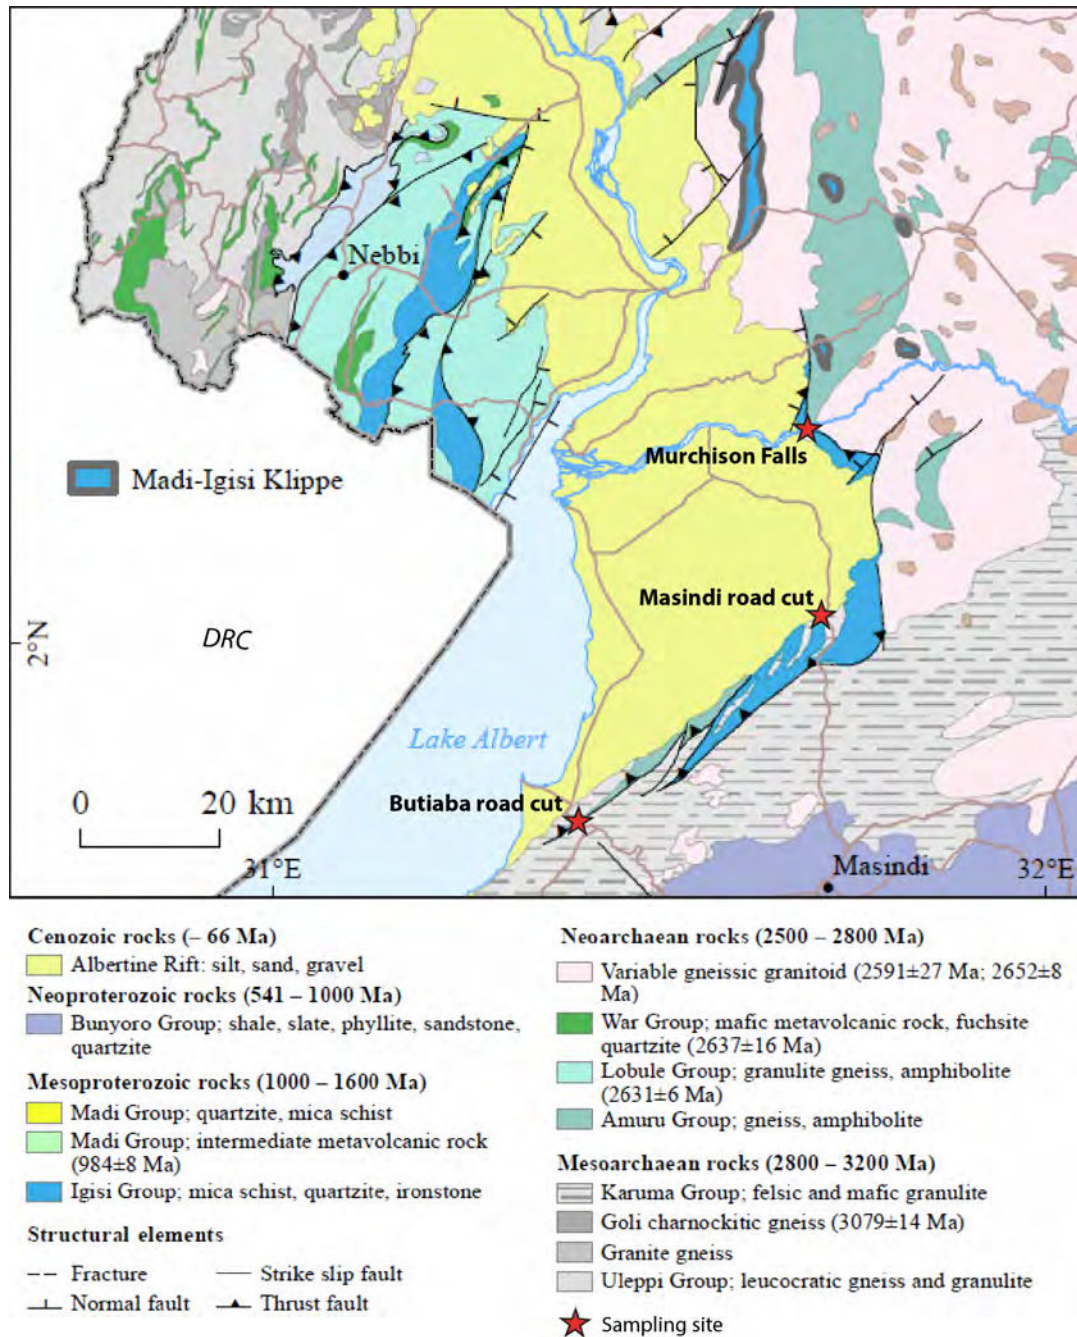 Nebbi
Murchison Falls
Madi-Igisi Klippe
Masindi road cut
2°N
DRC
Lake Albert
0 20 km
Butiaba road cut
31°E
Masindi
32°E
Cenozoic rocks (– 66 Ma)
Albertine Rift: silt, sand, gravel
Neoproterozoic rocks (541 – 1000 Ma)
Bunyoro Group; shale, slate, phyllite, sandstone,
quartzite
Mesoproterozoic rocks (1000 – 1600 Ma)
Madi Group; quartzite, mica schist
Madi Group; intermediate metavolcanic rock
(984±8 Ma)
Igisi Group; mica schist, quartzite, ironstone
Structural elements
Fracture
Strike slip fault
Normal fault
Thrust fault
Neoarchaean rocks (2500 – 2800 Ma)
Variable gneissic granitoid (2591±27 Ma; 2652±8
Ma)
War Group; mafic metavolcanic rock, fuchsite
quartzite (2637±16 Ma)
Lobule Group; granulite gneiss, amphibolite
(2631±6 Ma)
Amuru Group; gneiss, amphibolite
Mesoarchaean rocks (2800 – 3200 Ma)
Karuma Group; felsic and mafic granulite
Goli charnockitic gneiss (3079±14 Ma)
Granite gneiss
Uleppi Group; leucocratic gneiss and granulite
Sampling site